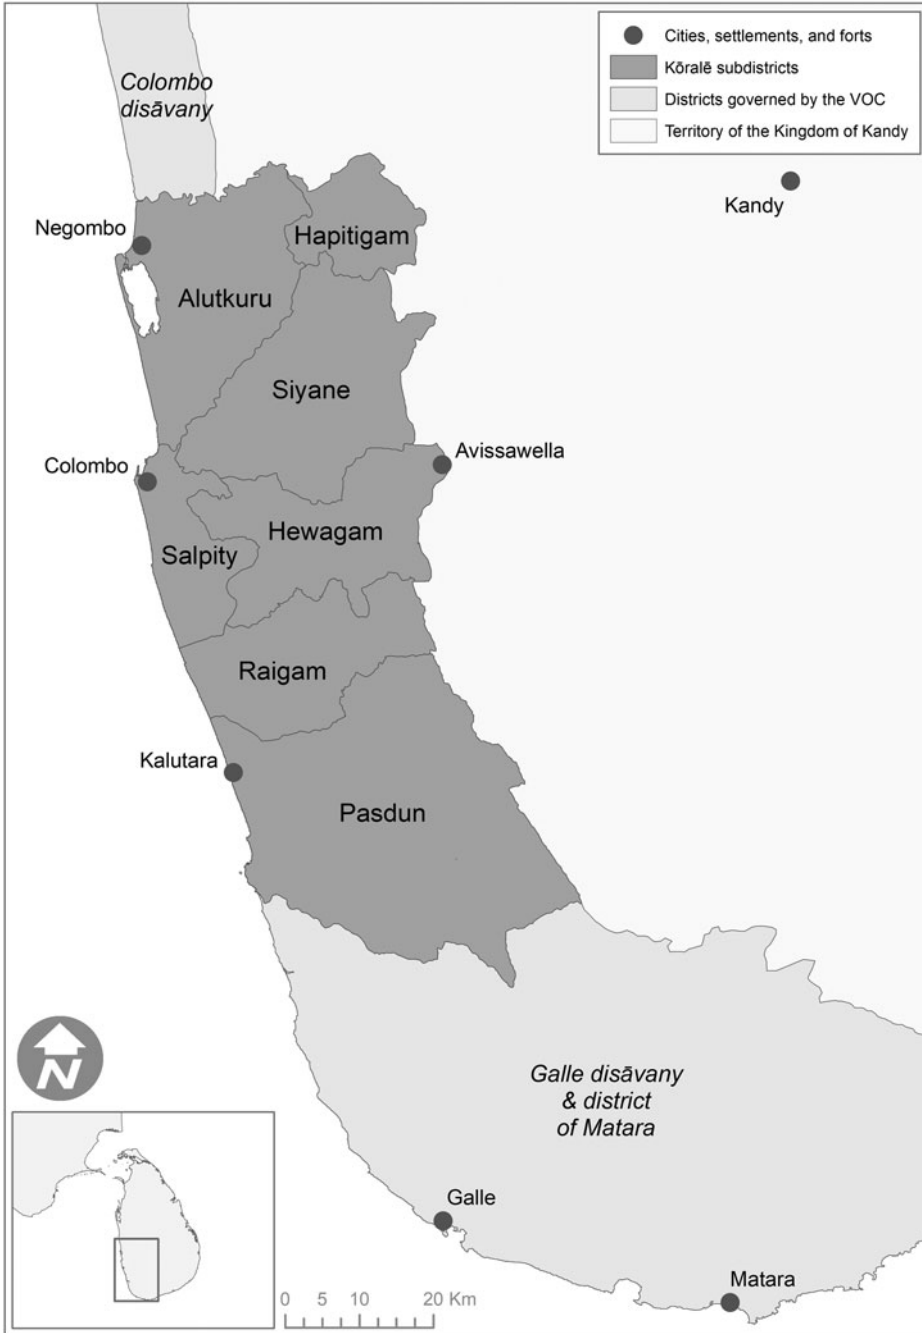 Cities, settlements, and forts
Kōralē subdistricts
Districts governed by the VOC
Territory of the Kingdom of Kandy
Colombo
disāvany
Kandy
Negombo
Hapitigam
Alutkuru
Siyane
Colombo
Avissawella
Hewagam
Salpity
Raigam
Kalutara
Pasdun
N
Galle disāvany
& district
of Matara
Galle
Matara
0 5 10 20 Km